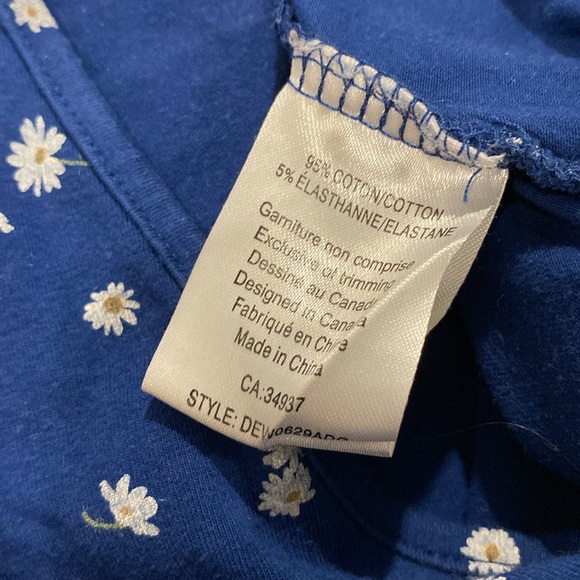 95% COTON/COTTON
5% ÉLASTHANNE/ELASTANE
Garniture non comprise
Exclusive of trimming
Dessiné au Canada
Designed in Canada
Fabriqué en Chine
Made in China
CA:34937
STYLE: